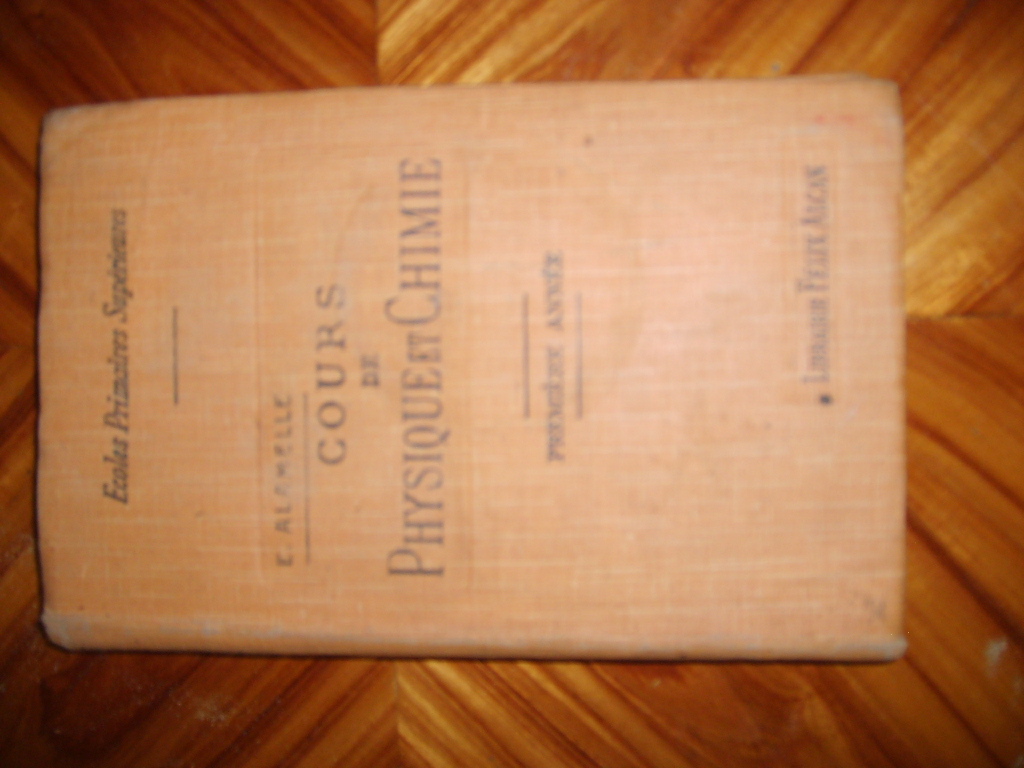 Ecoles Primaires Supérieures
COURS
DE
PHYSIQUE ET CHIMIE
PREMIÈRE ANNÉE
LIBRAIRIE FÉLIX ALCAN